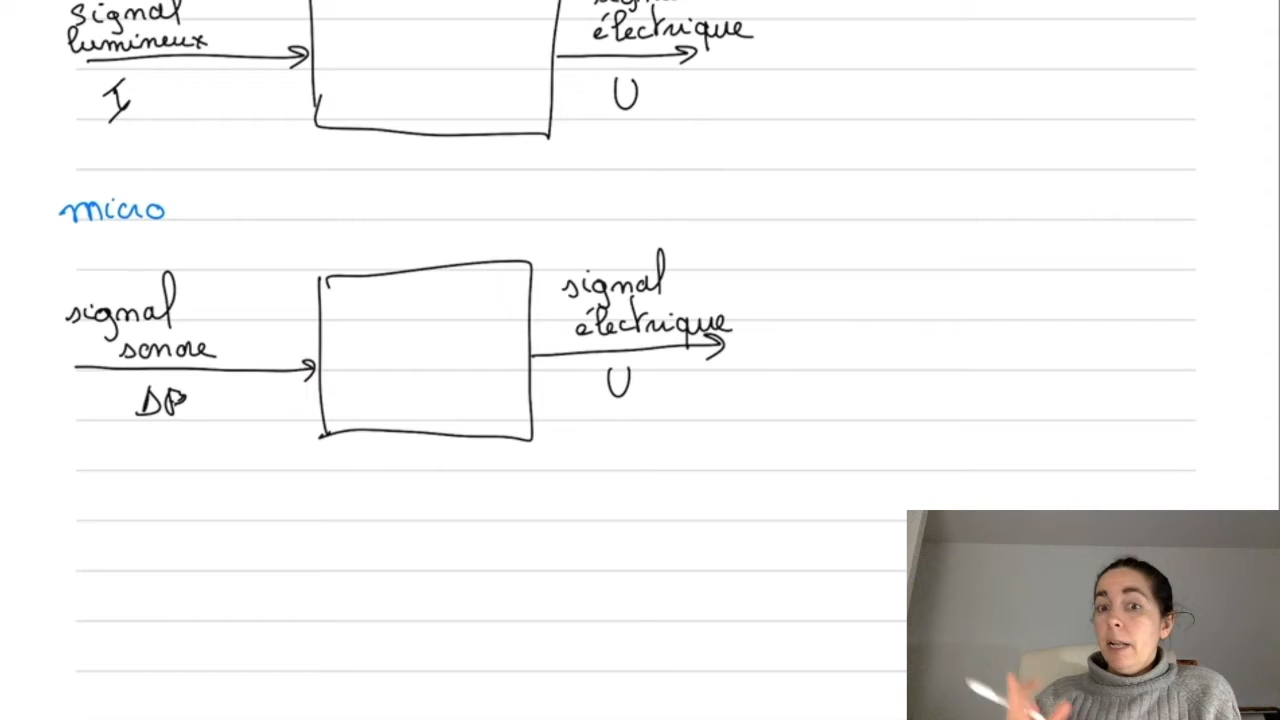 signal
lumineux
I
électrique
U
micro
signal
sonore
ΔP
signal
électrique
U